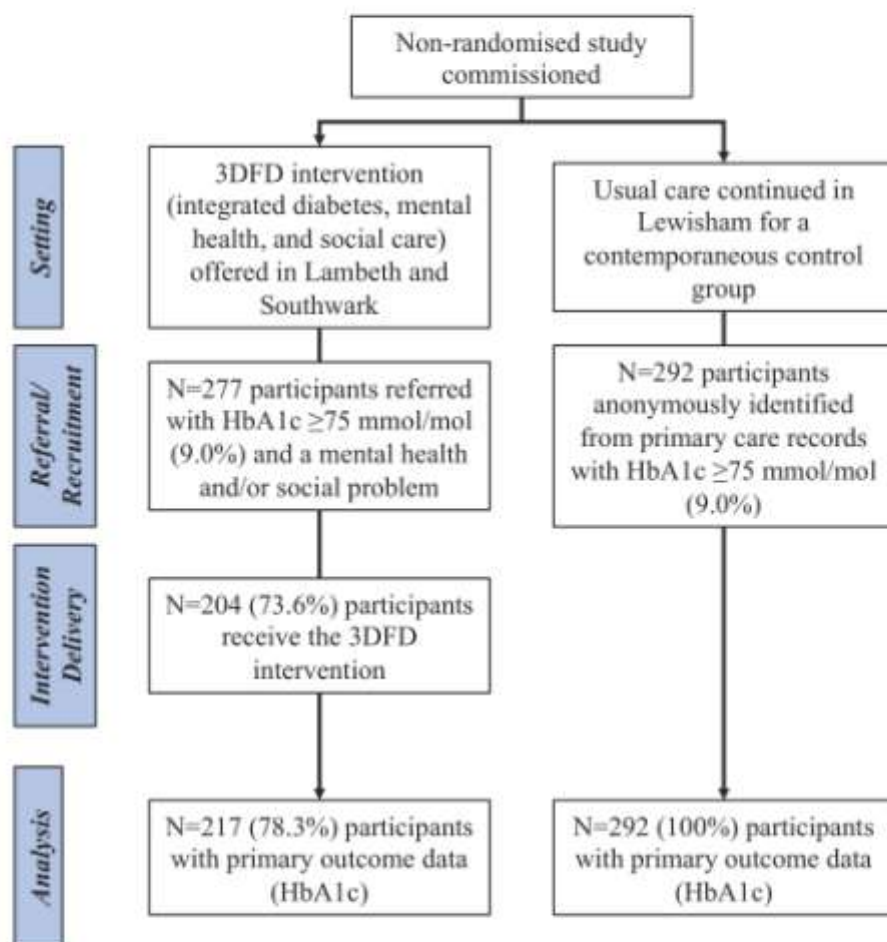 Non-randomised study
commissioned
Setting
3DFD intervention
(integrated diabetes, mental
health, and social care)
offered in Lambeth and
Southwark
Usual care continued in
Lewisham for a
contemporaneous control
group
Referral/
Recruitment
N=277 participants referred
with HbA1c ≥75 mmol/mol
(9.0%) and a mental health
and/or social problem
N=292 participants
anonymously identified
from primary care records
with HbA1c ≥75 mmol/mol
(9.0%)
Intervention
Delivery
N=204 (73.6%) participants
receive the 3DFD
intervention
Analysis
N=217 (78.3%) participants
with primary outcome data
(HbA1c)
N=292 (100%) participants
with primary outcome data
(HbA1c)